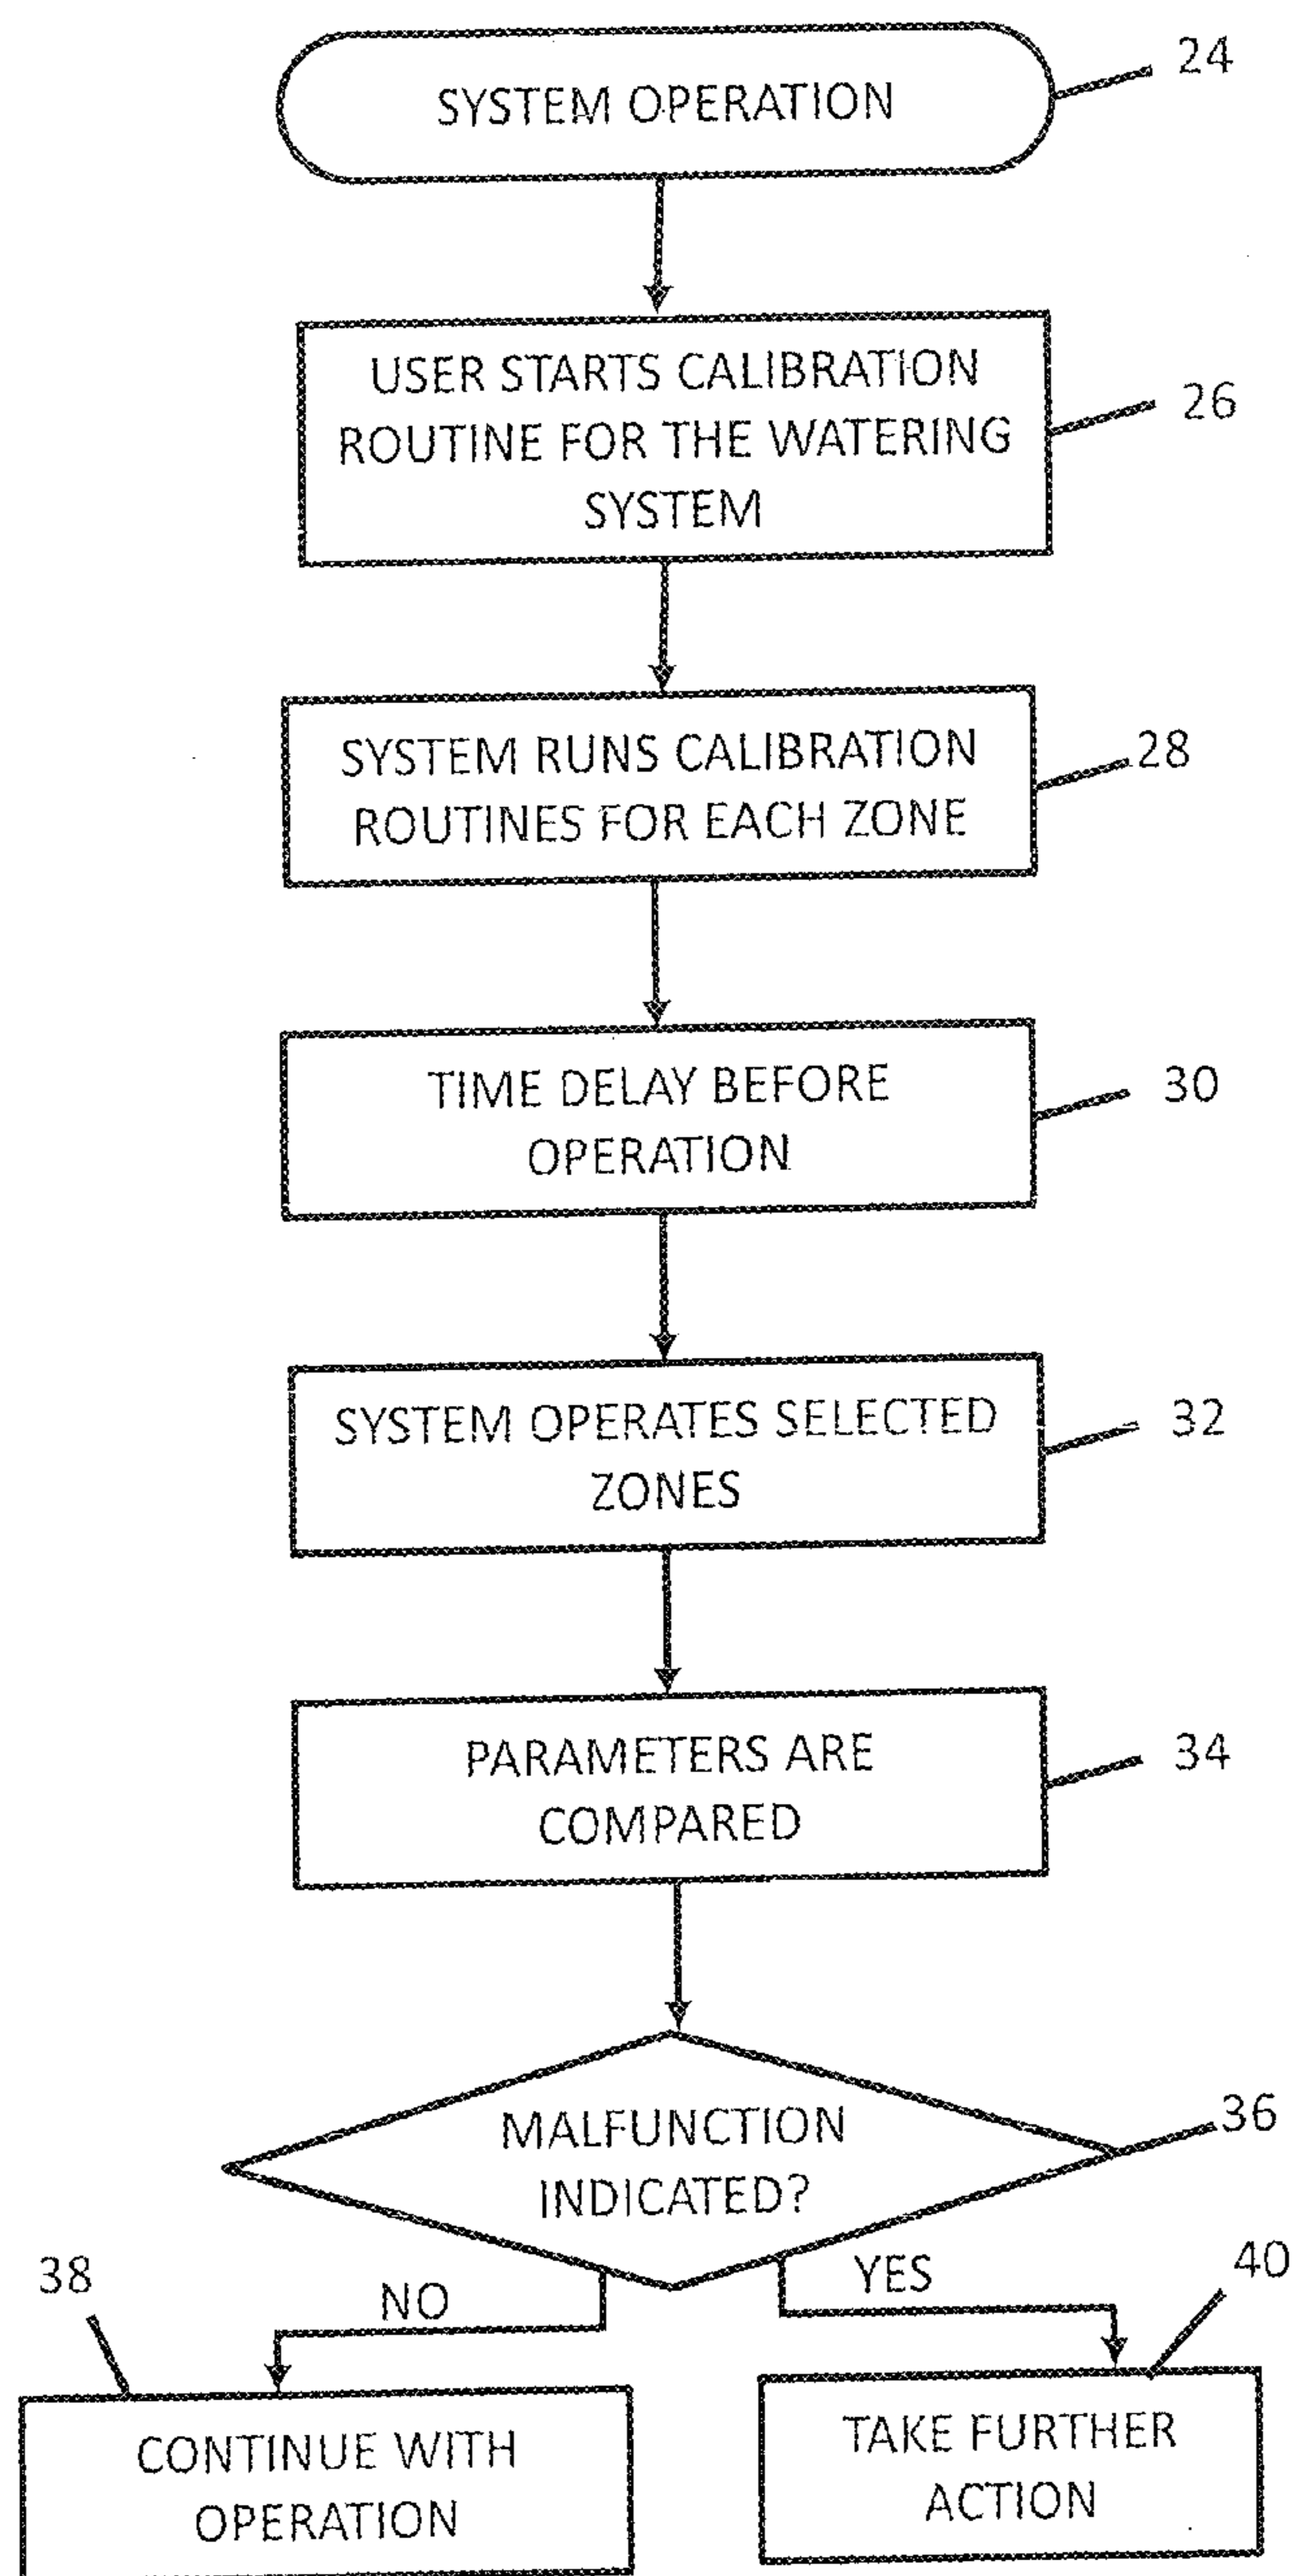 SYSTEM OPERATION
24
USER STARTS CALIBRATION
ROUTINE FOR THE WATERING
SYSTEM
26
SYSTEM RUNS CALIBRATION
ROUTINES FOR EACH ZONE
28
TIME DELAY BEFORE
OPERATION
30
SYSTEM OPERATES SELECTED
ZONES
32
PARAMETERS ARE
COMPARED
34
MALFUNCTION
INDICATED?
36
38
NO
YES
40
CONTINUE WITH
OPERATION
TAKE FURTHER
ACTION